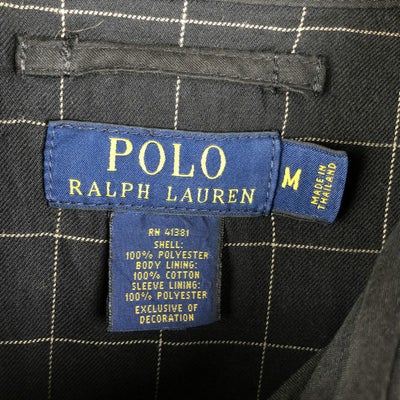 POLO
RALPH LAUREN
M
MADE IN
THAILAND
RN 41381
SHELL:
100% POLYESTER
BODY LINING:
100% COTTON
SLEEVE LINING:
100% POLYESTER
EXCLUSIVE OF
DECORATION